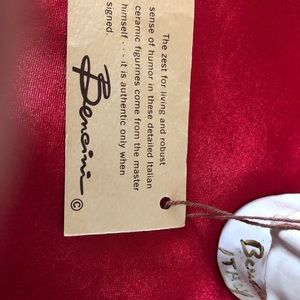 The zest for living and robust
sense of humor in these detailed Italian
ceramic figurines come from the master
himself . . . it is authentic only when
signed.
Bencini ©